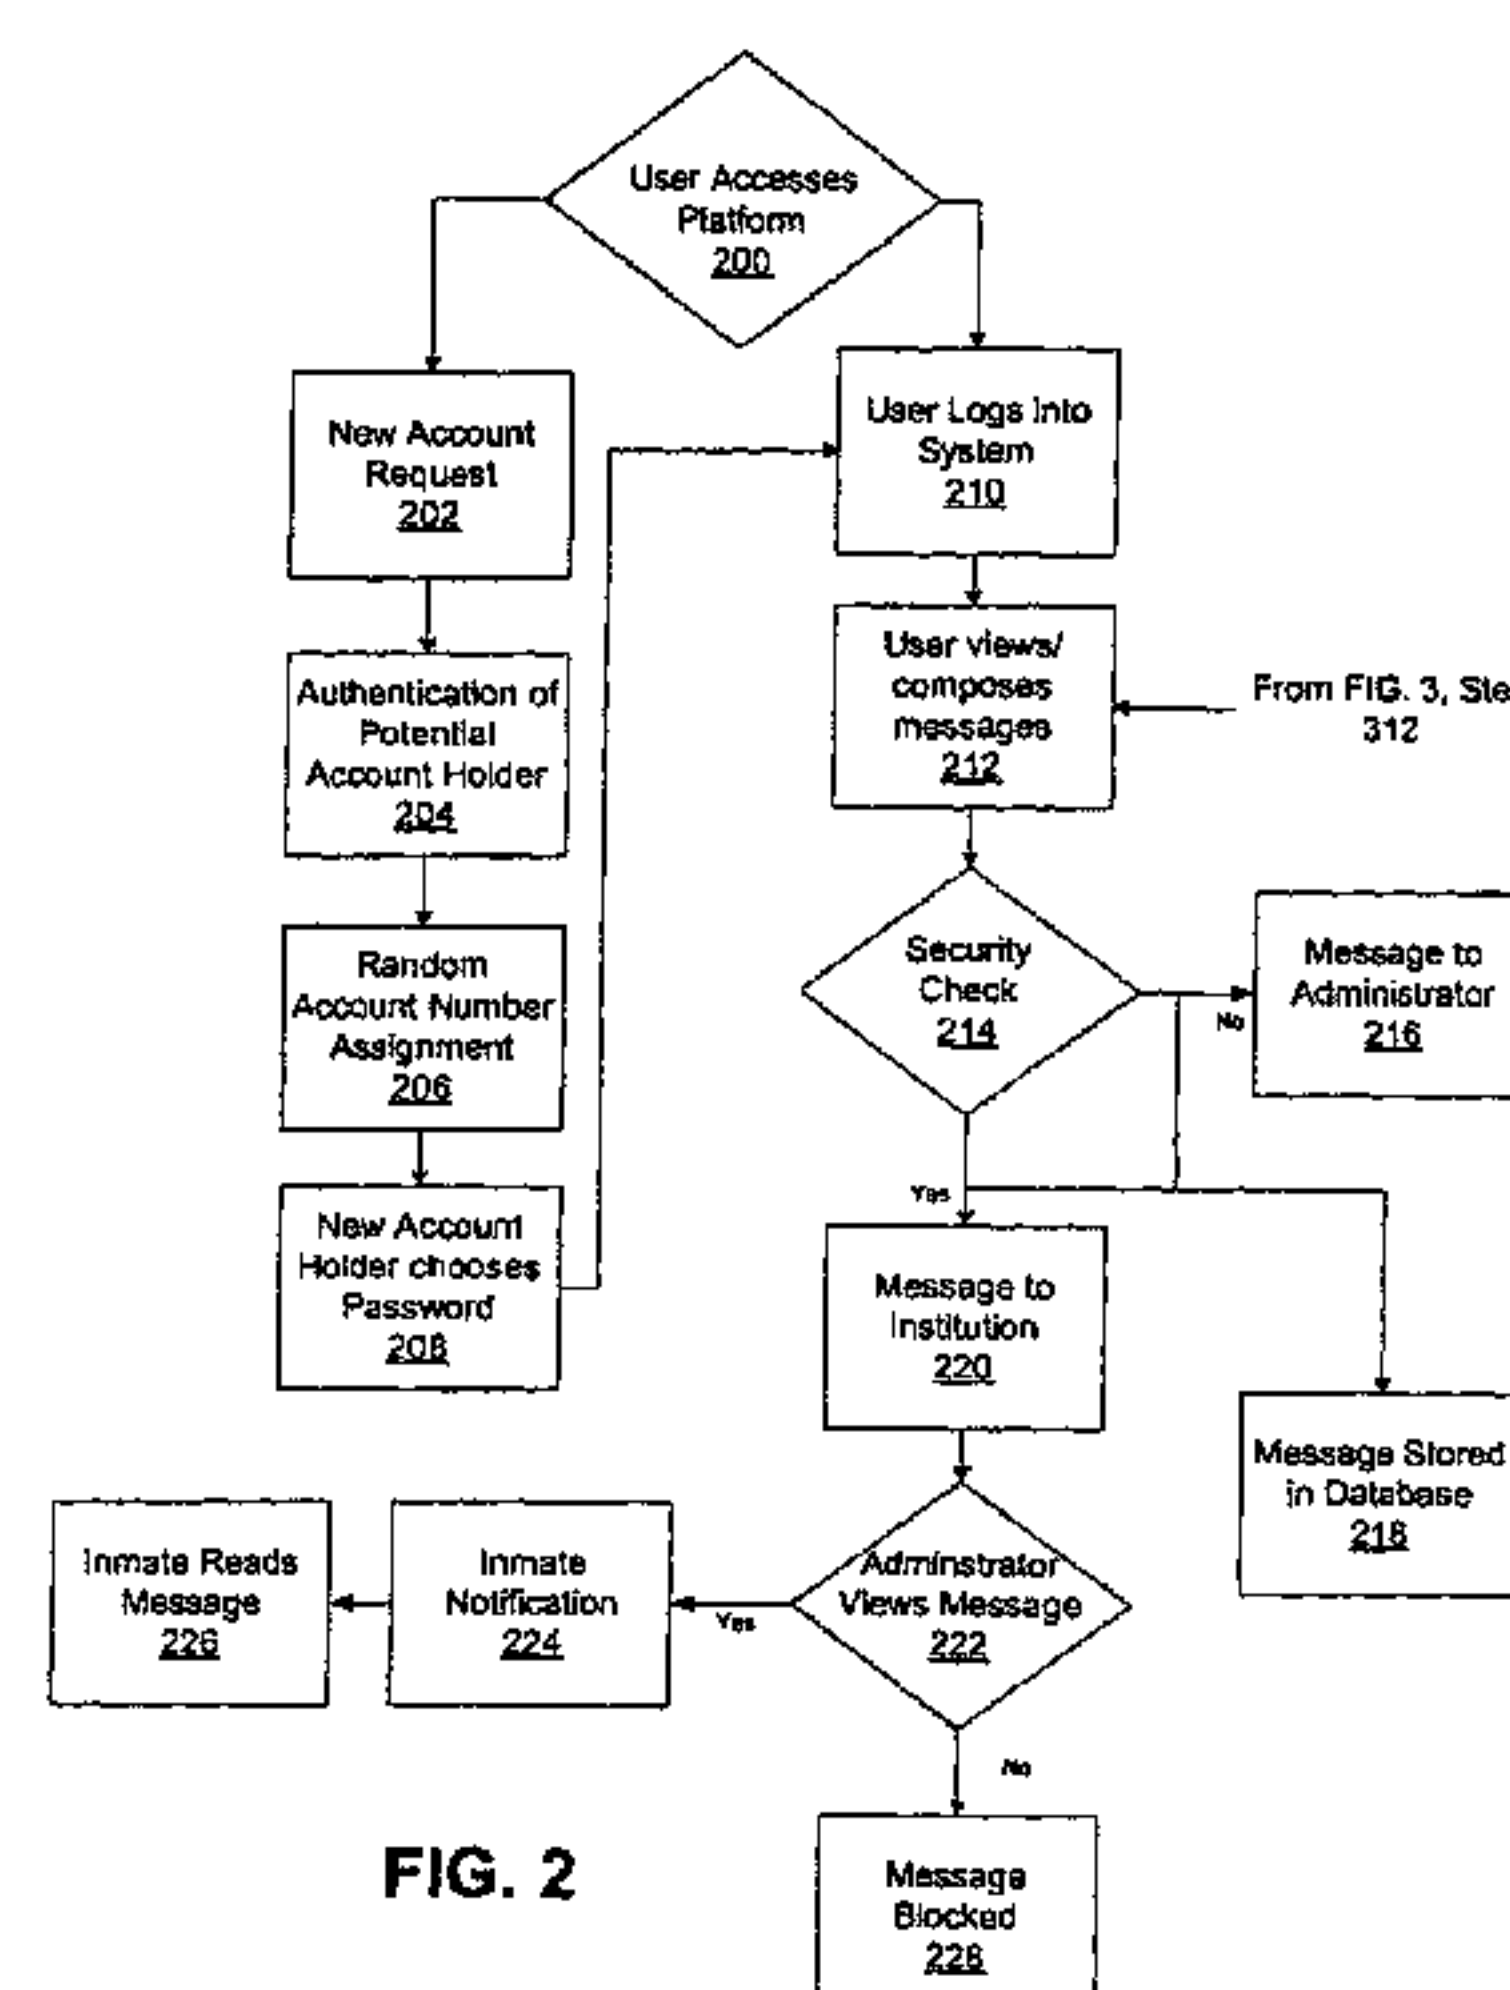 User Accesses
Platform
200
New Account
Request
202
User Logs Into
System
210
Authentication of
Potential
Account Holder
204
User views/
composes
messages
212
From FIG. 3, Ste
312
Random
Account Number
Assignment
206
Security
Check
214
No
Message to
Administrator
216
New Account
Holder chooses
Password
208
Yes
Message to
Institution
220
Message Stored
in Database
218
Inmate Reads
Message
226
Inmate
Notification
224
Yes
Adminstrator
Views Message
222
No
Message
Blocked
228
FIG. 2